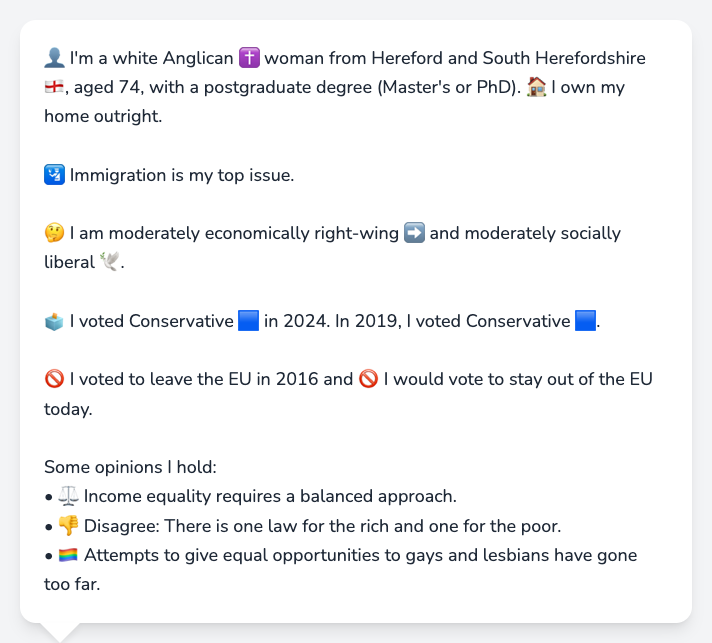 👤 I'm a white Anglican ✝️ woman from Hereford and South Herefordshire
🏴󠁧󠁢󠁥󠁮󠁧󠁿, aged 74, with a postgraduate degree (Master's or PhD). 🏠 I own my
home outright.
🛂 Immigration is my top issue.
🤔 I am moderately economically right-wing ➡️ and moderately socially
liberal 🕊️.
🗳️ I voted Conservative 🟦 in 2024. In 2019, I voted Conservative 🟦.
🚫 I voted to leave the EU in 2016 and 🚫 I would vote to stay out of the EU
today.
Some opinions I hold:
• ⚖️ Income equality requires a balanced approach.
• 👎 Disagree: There is one law for the rich and one for the poor.
• 🏳️‍🌈 Attempts to give equal opportunities to gays and lesbians have gone
too far.